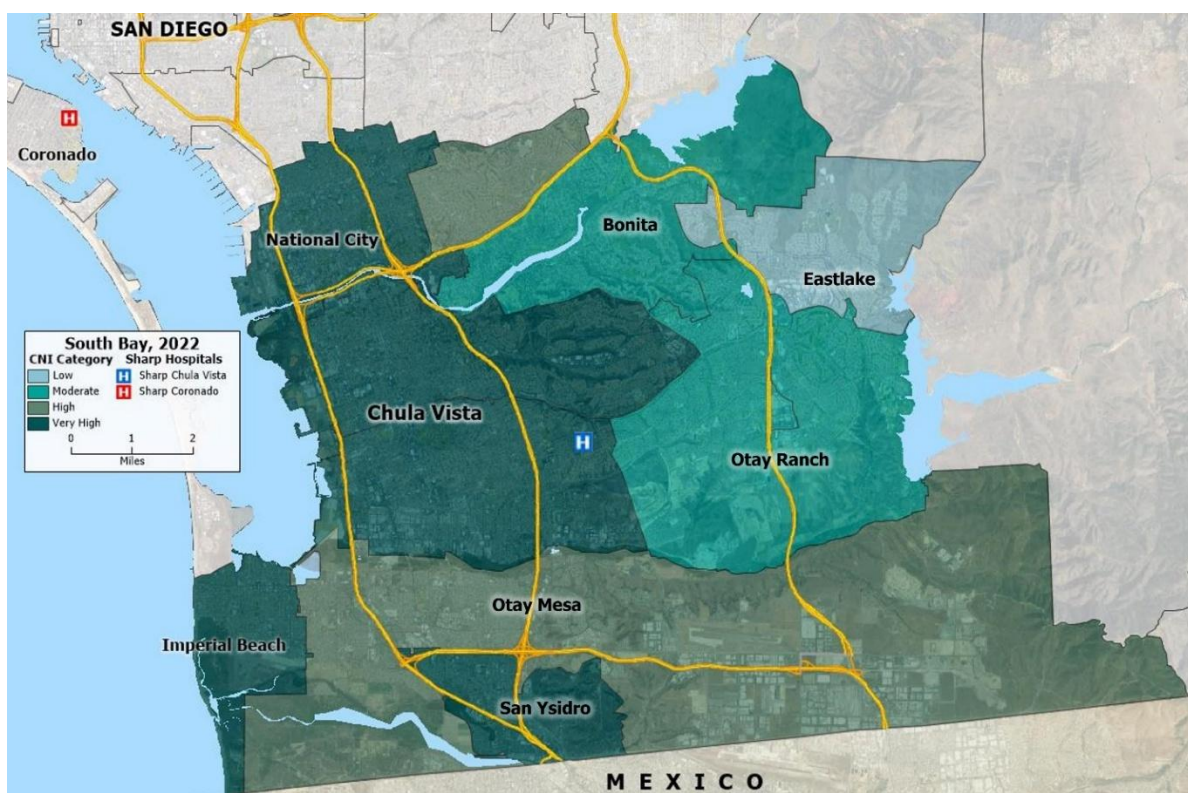 SAN DIEGO
H
Coronado
National City
Bonita
Eastlake
South Bay, 2022
CNI Category Sharp Hospitals
Low H Sharp Chula Vista
Moderate H Sharp Coronado
High
Very High
0 1 2
Miles
Chula Vista
H
Otay Ranch
Otay Mesa
Imperial Beach
San Ysidro
MEXICO